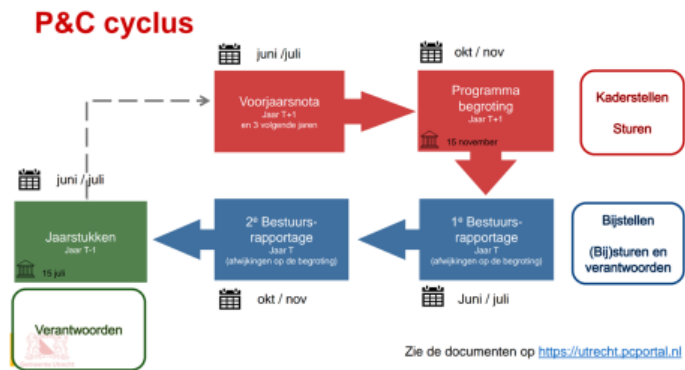 P&C cyclus
juni /juli
okt / nov
Voorjaarsnota
Jaar T+1
en 3 volgende jaren
Programma
begroting
Jaar T+1
15 november
Kaderstellen
Sturen
juni / juli
Jaarstukken
Jaar T-1
15 juli
2e Bestuurs-
rapportage
Jaar T
(afwijkingen op de begroting)
1e Bestuurs-
rapportage
Jaar T
(afwijkingen op de begroting)
Bijstellen
(Bij)sturen en
verantwoorden
okt / nov
Juni / juli
Verantwoorden
Gemeente Utrecht
Zie de documenten op https://utrecht.pcportal.nl